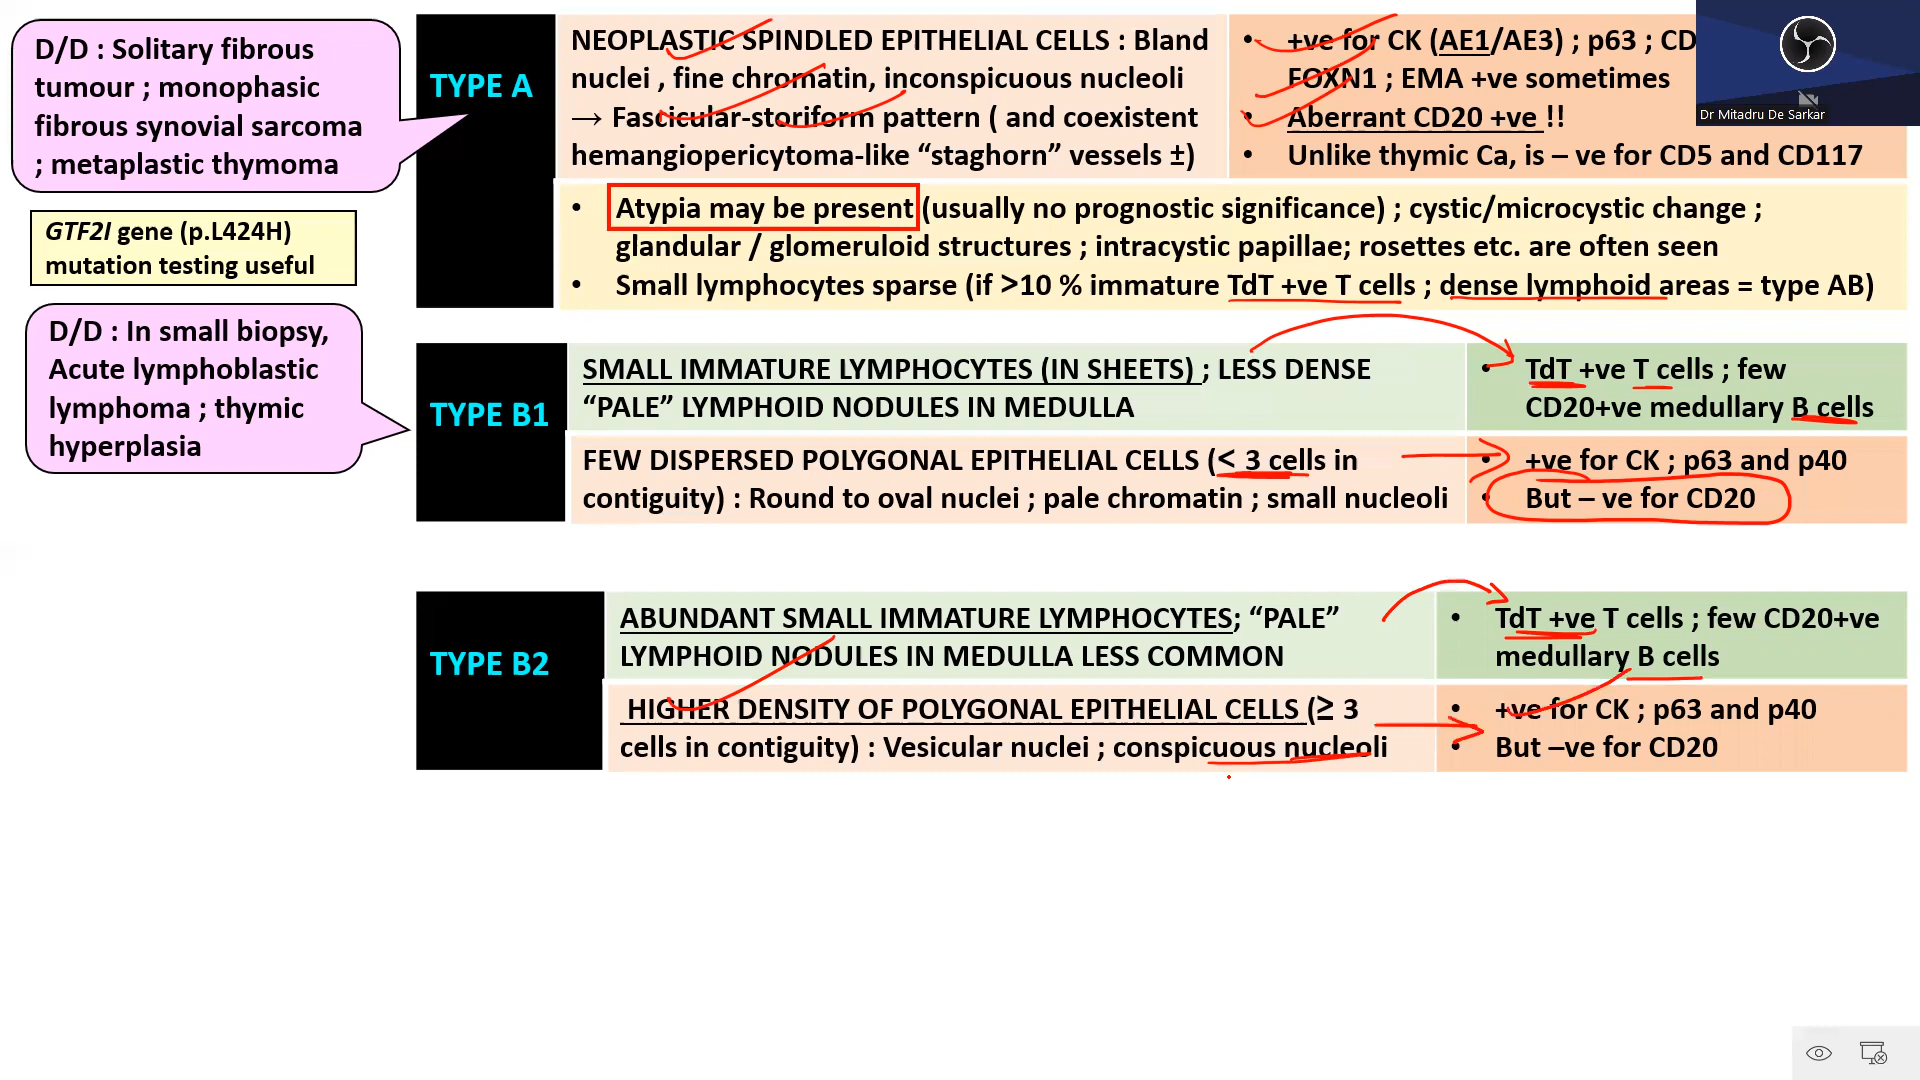 D/D : Solitary fibrous
tumour ; monophasic
fibrous synovial sarcoma
; metaplastic thymoma
GTF2I gene (p.L424H)
mutation testing useful
D/D : In small biopsy,
Acute lymphoblastic
lymphoma ; thymic
hyperplasia
TYPE A
NEOPLASTIC SPINDLED EPITHELIAL CELLS : Bland
nuclei , fine chromatin, inconspicuous nucleoli
→ Fascicular-storiform pattern ( and coexistent
hemangiopericytoma-like “staghorn” vessels ±)
• +ve for CK (AE1/AE3) ; p63 ; CD
FOXN1 ; EMA +ve sometimes
• Aberrant CD20 +ve !!
• Unlike thymic Ca, is – ve for CD5 and CD117
Dr Mitadru De Sarkar
• Atypia may be present (usually no prognostic significance) ; cystic/microcystic change ;
glandular / glomeruloid structures ; intracystic papillae; rosettes etc. are often seen
• Small lymphocytes sparse (if >10 % immature TdT +ve T cells ; dense lymphoid areas = type AB)
TYPE B1
SMALL IMMATURE LYMPHOCYTES (IN SHEETS) ; LESS DENSE
“PALE” LYMPHOID NODULES IN MEDULLA
• TdT +ve T cells ; few
CD20+ve medullary B cells
FEW DISPERSED POLYGONAL EPITHELIAL CELLS (< 3 cells in
contiguity) : Round to oval nuclei ; pale chromatin ; small nucleoli
• +ve for CK ; p63 and p40
• But – ve for CD20
TYPE B2
ABUNDANT SMALL IMMATURE LYMPHOCYTES; “PALE”
LYMPHOID NODULES IN MEDULLA LESS COMMON
• TdT +ve T cells ; few CD20+ve
medullary B cells
HIGHER DENSITY OF POLYGONAL EPITHELIAL CELLS (≥ 3
cells in contiguity) : Vesicular nuclei ; conspicuous nucleoli
• +ve for CK ; p63 and p40
• But –ve for CD20